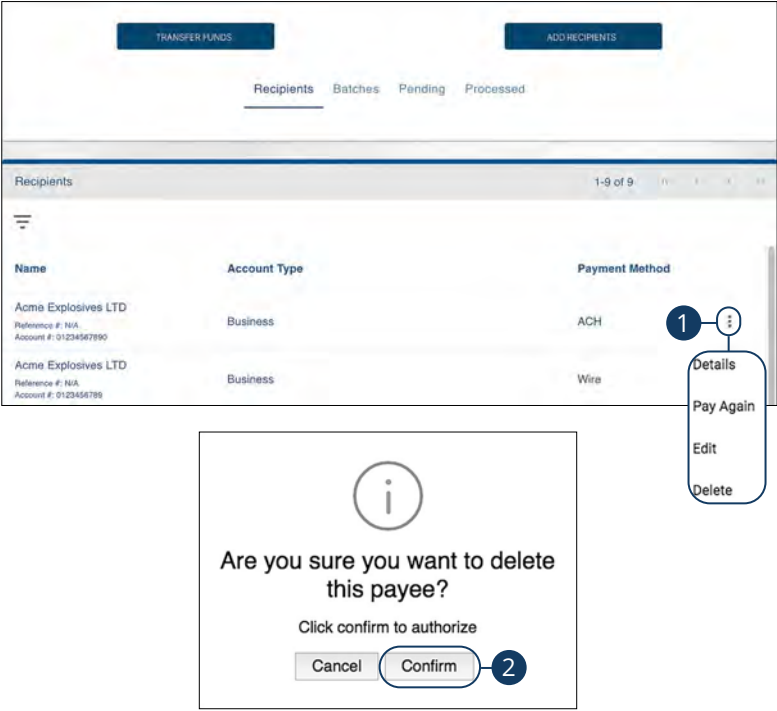 TRANSFER FUNDS
ADD RECIPIENTS
Recipients Batches Pending Processed
Recipients
1-9 of 9
Name Account Type Payment Method
Acme Explosives LTD
Reference #: N/A
Account #: 01234567890
Business
ACH
1
Acme Explosives LTD
Reference #: N/A
Account #: 0123456789
Business
Wire
Details
Pay Again
Edit
Delete
Are you sure you want to delete
this payee?
Click confirm to authorize
Cancel Confirm
2